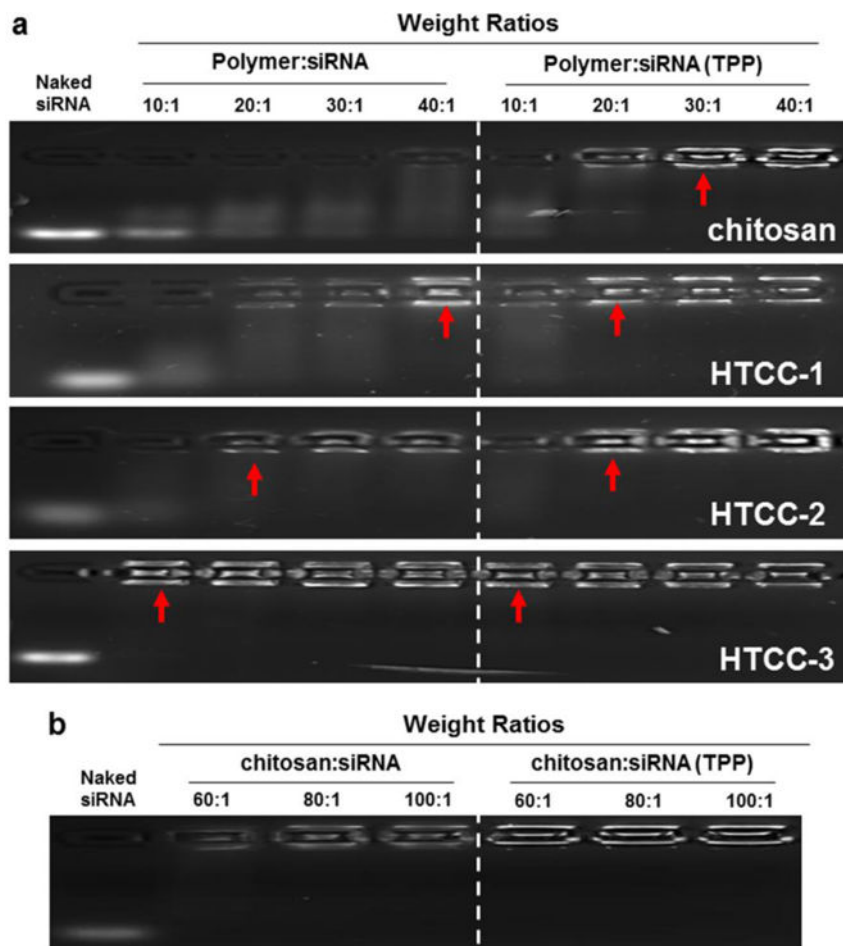 a
Weight Ratios
Polymer:siRNA Polymer:siRNA (TPP)
Naked
siRNA 10:1 20:1 30:1 40:1 10:1 20:1 30:1 40:1
chitosan
HTCC-1
HTCC-2
HTCC-3
b
Weight Ratios
chitosan:siRNA chitosan:siRNA (TPP)
Naked
siRNA 60:1 80:1 100:1 60:1 80:1 100:1